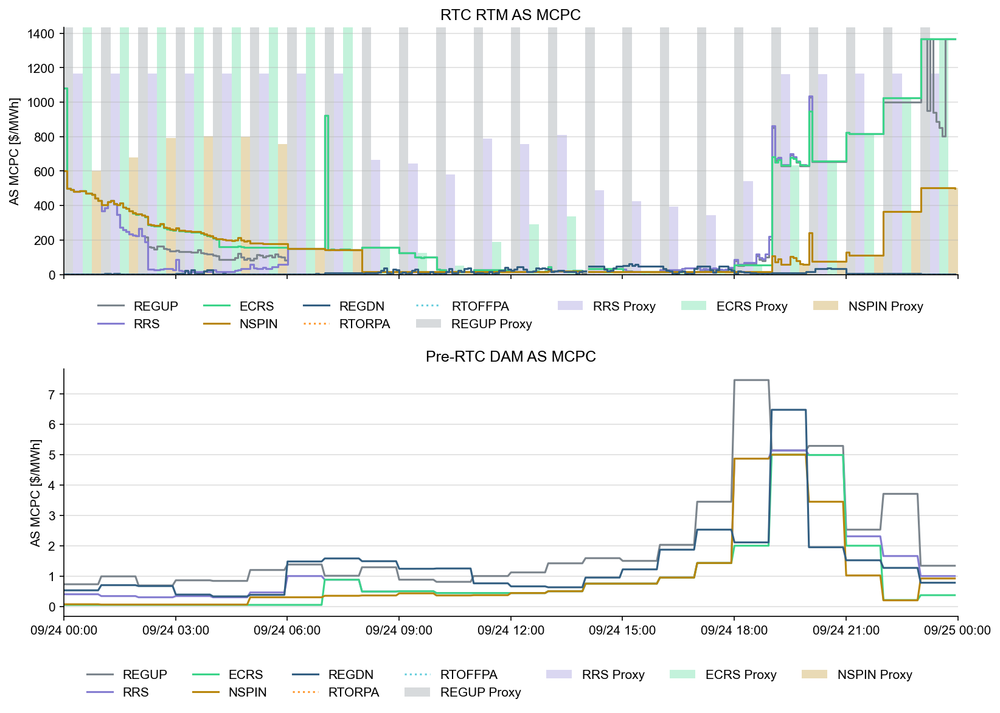 RTC RTM AS MCPC
AS MCPC [$/MWh]
1400
1200
1000
800
600
400
200
0
REGUP ECRS REGDN RTOFFPA RRS Proxy ECRS Proxy NSPIN Proxy
RRS NSPIN RTORPA REGUP Proxy
Pre-RTC DAM AS MCPC
AS MCPC [$/MWh]
7
6
5
4
3
2
1
0
09/24 00:00 09/24 03:00 09/24 06:00 09/24 09:00 09/24 12:00 09/24 15:00 09/24 18:00 09/24 21:00 09/25 00:00
REGUP ECRS REGDN RTOFFPA RRS Proxy ECRS Proxy NSPIN Proxy
RRS NSPIN RTORPA REGUP Proxy